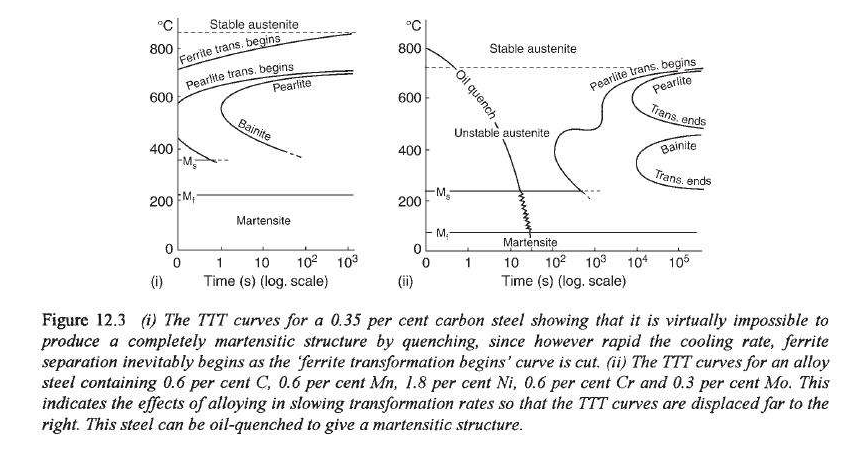 °C
Stable austenite
800
Ferrite trans. begins
Pearlite trans. begins
Pearlite
600
Bainite
400
Ms
200
Mf
Martensite
0
0 1 10 10² 10³
(i) Time (s) (log. scale)
°C
800
Stable austenite
Oil quench
Pearlite trans. begins
Pearlite
600
Trans. ends
Unstable austenite
Bainite
400
Trans. ends
Ms
200
Mf
Martensite
0
0 1 10 10² 10³ 10⁴ 10⁵
(ii) Time (s) (log. scale)
Figure 12.3 (i) The TTT curves for a 0.35 per cent carbon steel showing that it is virtually impossible to
produce a completely martensitic structure by quenching, since however rapid the cooling rate, ferrite
separation inevitably begins as the ‘ferrite transformation begins’ curve is cut. (ii) The TTT curves for an alloy
steel containing 0.6 per cent C, 0.6 per cent Mn, 1.8 per cent Ni, 0.6 per cent Cr and 0.3 per cent Mo. This
indicates the effects of alloying in slowing transformation rates so that the TTT curves are displaced far to the
right. This steel can be oil-quenched to give a martensitic structure.